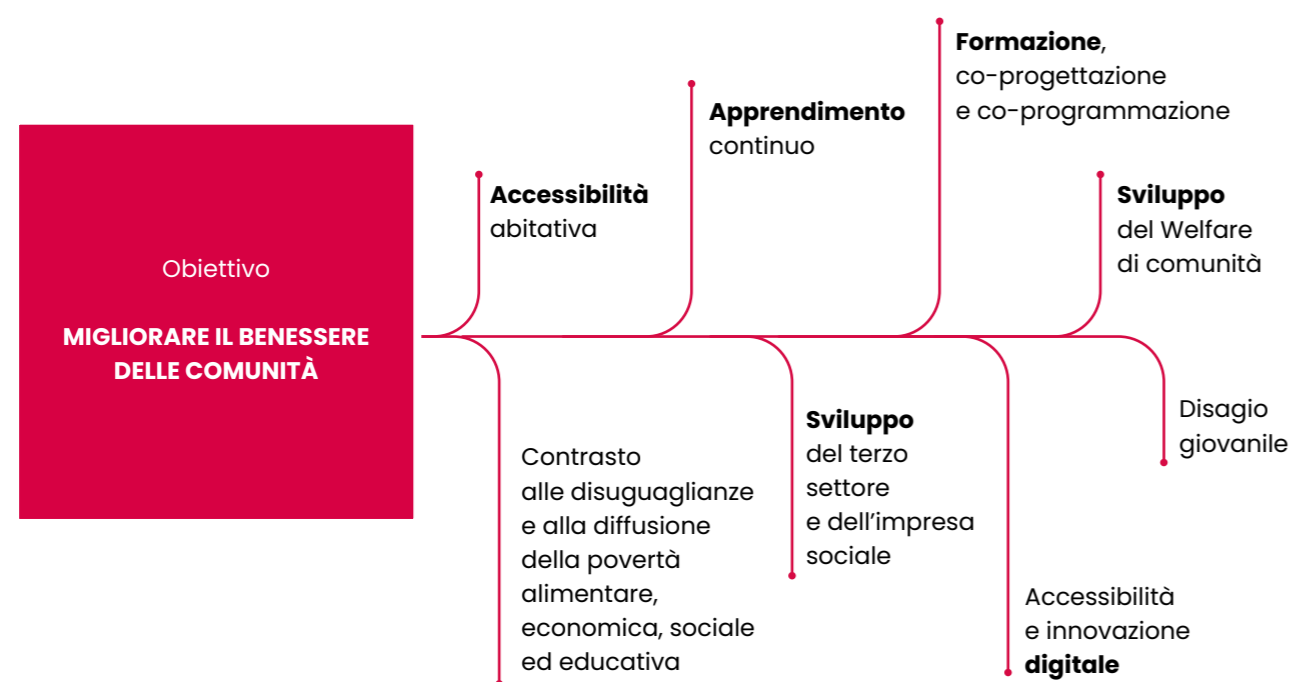 Obiettivo
MIGLIORARE IL BENESSERE
DELLE COMUNITÀ
Accessibilità
abitativa
Apprendimento
continuo
Formazione,
co-progettazione
e co-programmazione
Sviluppo
del Welfare
di comunità
Contrasto
alle disuguaglianze
e alla diffusione
della povertà
alimentare,
economica, sociale
ed educativa
Sviluppo
del terzo
settore
e dell’impresa
sociale
Accessibilità
e innovazione
digitale
Disagio
giovanile